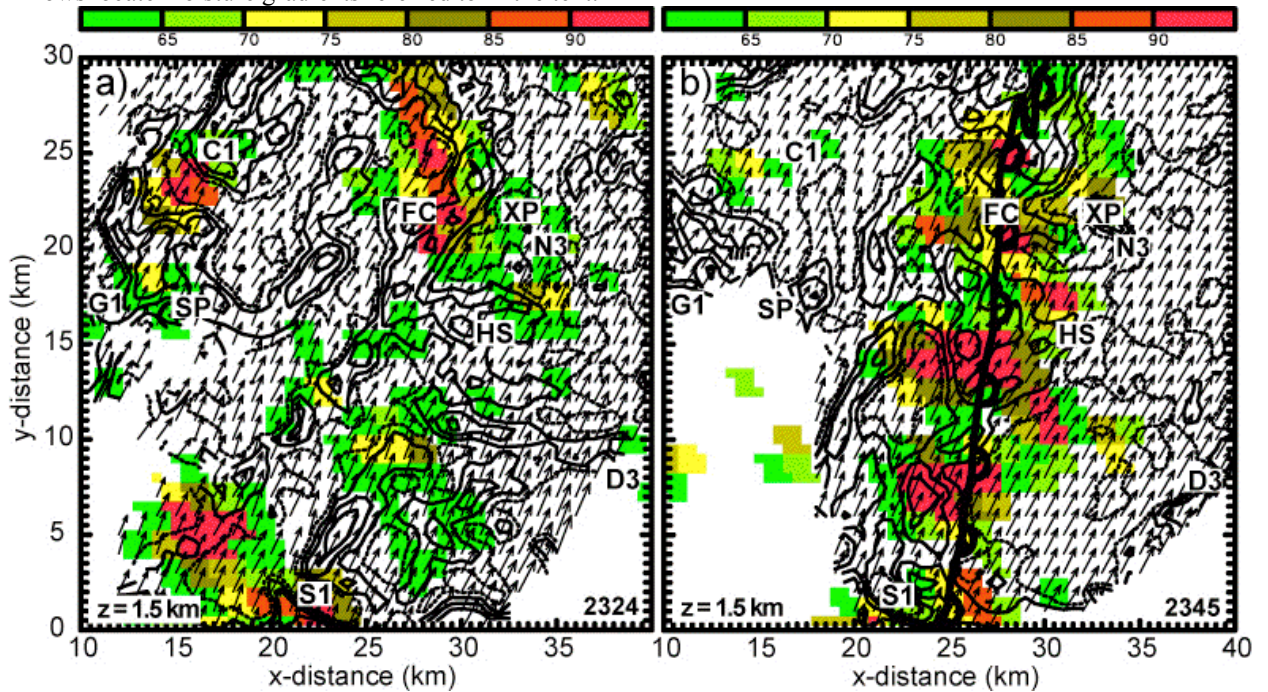 65 70 75 80 85 90 65 70 75 80 85 90
30 a) b)
25 C1 C1
FC XP FC XP
20 N3 N3
G1 SP G1 SP
15 HS HS
10
D3 D3
5
S1 S1
z = 1.5 km 2324 z = 1.5 km 2345
0
10 15 20 25 30 35 10 15 20 25 30 35 40
x-distance (km) x-distance (km)
y-distance (km)